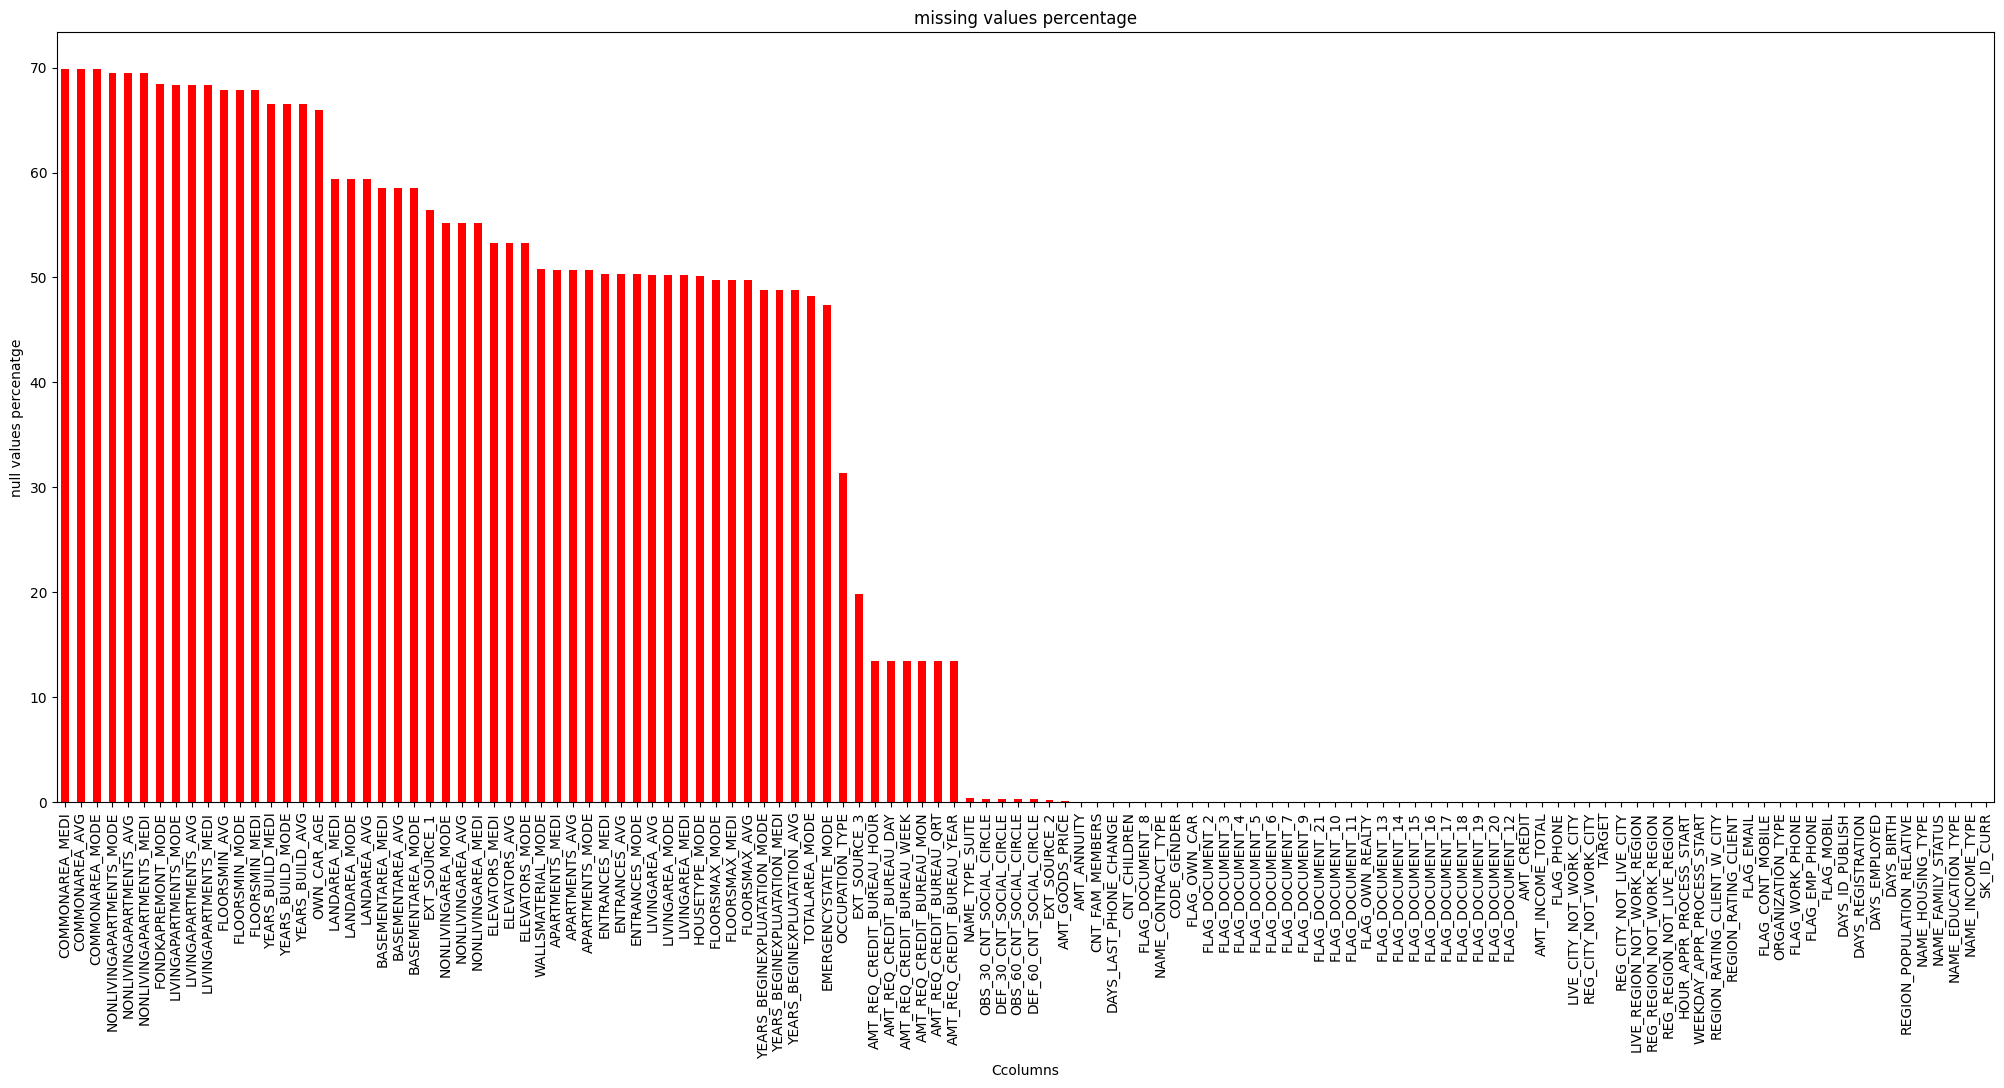 missing values percentage
null values percenatge
70
60
50
40
30
20
10
0
COMMONAREA_MEDI
COMMONAREA_AVG
COMMONAREA_MODE
NONLIVINGAPARTMENTS_MODE
NONLIVINGAPARTMENTS_AVG
NONLIVINGAPARTMENTS_MEDI
FONDKAPREMONT_MODE
LIVINGAPARTMENTS_MODE
LIVINGAPARTMENTS_AVG
LIVINGAPARTMENTS_MEDI
FLOORSMIN_AVG
FLOORSMIN_MODE
FLOORSMIN_MEDI
YEARS_BUILD_MEDI
YEARS_BUILD_MODE
YEARS_BUILD_AVG
OWN_CAR_AGE
LANDAREA_MEDI
LANDAREA_MODE
LANDAREA_AVG
BASEMENTAREA_MEDI
BASEMENTAREA_AVG
BASEMENTAREA_MODE
EXT_SOURCE_1
NONLIVINGAREA_MODE
NONLIVINGAREA_AVG
NONLIVINGAREA_MEDI
ELEVATORS_MEDI
ELEVATORS_AVG
ELEVATORS_MODE
WALLSMATERIAL_MODE
APARTMENTS_MEDI
APARTMENTS_AVG
APARTMENTS_MODE
ENTRANCES_MEDI
ENTRANCES_AVG
ENTRANCES_MODE
LIVINGAREA_AVG
LIVINGAREA_MODE
LIVINGAREA_MEDI
HOUSETYPE_MODE
FLOORSMAX_MODE
FLOORSMAX_MEDI
FLOORSMAX_AVG
YEARS_BEGINEXPLUATATION_MODE
YEARS_BEGINEXPLUATATION_MEDI
YEARS_BEGINEXPLUATATION_AVG
TOTALAREA_MODE
EMERGENCYSTATE_MODE
OCCUPATION_TYPE
EXT_SOURCE_3
AMT_REQ_CREDIT_BUREAU_HOUR
AMT_REQ_CREDIT_BUREAU_DAY
AMT_REQ_CREDIT_BUREAU_WEEK
AMT_REQ_CREDIT_BUREAU_MON
AMT_REQ_CREDIT_BUREAU_QRT
AMT_REQ_CREDIT_BUREAU_YEAR
NAME_TYPE_SUITE
OBS_30_CNT_SOCIAL_CIRCLE
DEF_30_CNT_SOCIAL_CIRCLE
OBS_60_CNT_SOCIAL_CIRCLE
DEF_60_CNT_SOCIAL_CIRCLE
EXT_SOURCE_2
AMT_GOODS_PRICE
AMT_ANNUITY
CNT_FAM_MEMBERS
DAYS_LAST_PHONE_CHANGE
CNT_CHILDREN
FLAG_DOCUMENT_8
NAME_CONTRACT_TYPE
CODE_GENDER
FLAG_OWN_CAR
FLAG_DOCUMENT_2
FLAG_DOCUMENT_3
FLAG_DOCUMENT_4
FLAG_DOCUMENT_5
FLAG_DOCUMENT_6
FLAG_DOCUMENT_7
FLAG_DOCUMENT_9
FLAG_DOCUMENT_21
FLAG_DOCUMENT_10
FLAG_DOCUMENT_11
FLAG_OWN_REALTY
FLAG_DOCUMENT_13
FLAG_DOCUMENT_14
FLAG_DOCUMENT_15
FLAG_DOCUMENT_16
FLAG_DOCUMENT_17
FLAG_DOCUMENT_18
FLAG_DOCUMENT_19
FLAG_DOCUMENT_20
FLAG_DOCUMENT_12
AMT_CREDIT
AMT_INCOME_TOTAL
FLAG_PHONE
LIVE_CITY_NOT_WORK_CITY
REG_CITY_NOT_WORK_CITY
TARGET
REG_CITY_NOT_LIVE_CITY
LIVE_REGION_NOT_WORK_REGION
REG_REGION_NOT_WORK_REGION
REG_REGION_NOT_LIVE_REGION
HOUR_APPR_PROCESS_START
WEEKDAY_APPR_PROCESS_START
REGION_RATING_CLIENT_W_CITY
REGION_RATING_CLIENT
FLAG_EMAIL
FLAG_CONT_MOBILE
ORGANIZATION_TYPE
FLAG_WORK_PHONE
FLAG_EMP_PHONE
FLAG_MOBIL
DAYS_ID_PUBLISH
DAYS_REGISTRATION
DAYS_EMPLOYED
DAYS_BIRTH
REGION_POPULATION_RELATIVE
NAME_HOUSING_TYPE
NAME_FAMILY_STATUS
NAME_EDUCATION_TYPE
NAME_INCOME_TYPE
SK_ID_CURR
Ccolumns